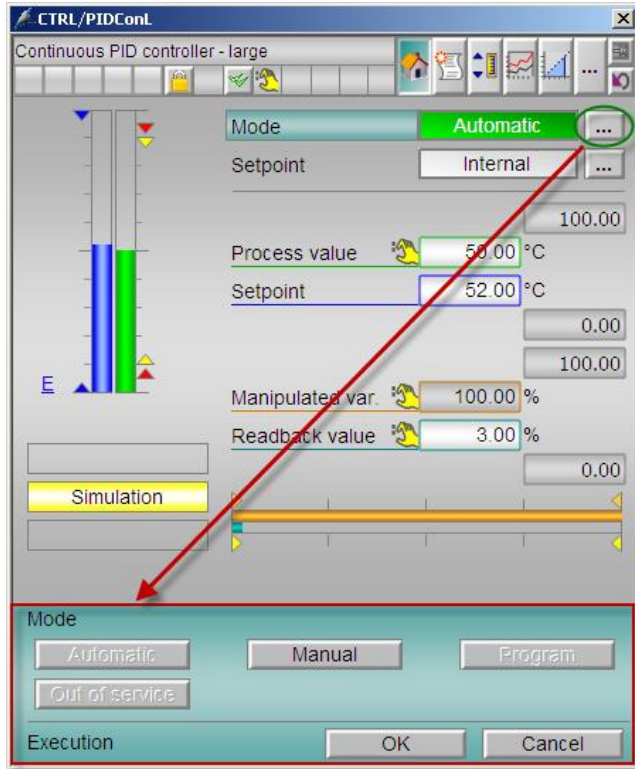 CTRL/PIDConL
Continuous PID controller - large
...
Mode Automatic ...
Setpoint Internal ...
100.00
Process value 50.00 °C
Setpoint 52.00 °C
0.00
100.00
E
Manipulated var. 100.00 %
Readback value 3.00 %
0.00
Simulation
Mode
Automatic Manual Program
Out of service
Execution OK Cancel